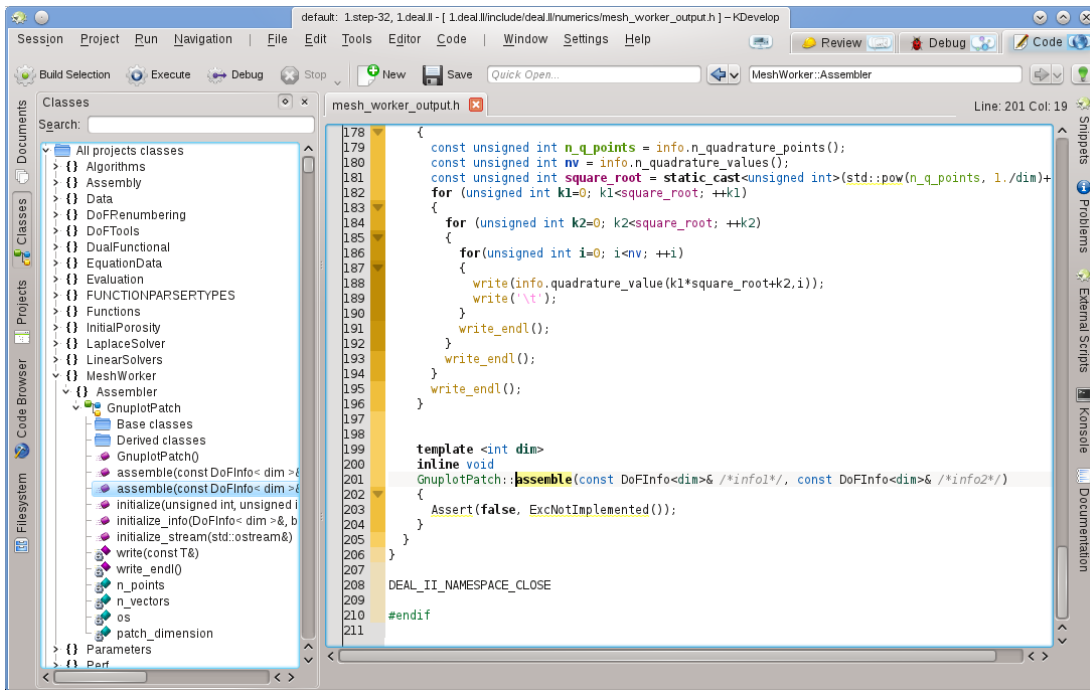 default:  1.step-32, 1.deal.II - [ 1.deal.II/include/deal.II/numerics/mesh_worker_output.h ] – KDevelop
Session Project Run Navigation | File Edit Tools Editor Code | Window Settings Help
Review Debug Code
Build Selection Execute Debug Stop New Save Quick Open... MeshWorker::Assembler
Documents
Classes
Projects
Code Browser
Filesystem
Classes
Search:
All projects classes
{} Algorithms
{} Assembly
{} Data
{} DoFRenumbering
{} DoFTools
{} DualFunctional
{} EquationData
{} Evaluation
{} FUNCTIONPARSERTYPES
{} Functions
{} InitialPorosity
{} LaplaceSolver
{} LinearSolvers
{} MeshWorker
{} Assembler
GnuplotPatch
Base classes
Derived classes
GnuplotPatch()
assemble(const DoFInfo< dim >&
assemble(const DoFInfo< dim >&
initialize(unsigned int, unsigned i
initialize_info(DoFInfo< dim >&, b
initialize_stream(std::ostream&)
write(const T&)
write_endl()
n_points
n_vectors
os
patch_dimension
{} Parameters
{} Perf
mesh_worker_output.h
Line: 201 Col: 19
178 {
179 const unsigned int n_q_points = info.n_quadrature_points();
180 const unsigned int nv = info.n_quadrature_values();
181 const unsigned int square_root = static_cast<unsigned int>(std::pow(n_q_points, 1./dim)+
182 for (unsigned int k1=0; k1<square_root; ++k1)
183 {
184 for (unsigned int k2=0; k2<square_root; ++k2)
185 {
186 for(unsigned int i=0; i<nv; ++i)
187 {
188 write(info.quadrature_value(k1*square_root+k2,i));
189 write('\t');
190 }
191 write_endl();
192 }
193 write_endl();
194 }
195 write_endl();
196 }
197
198
199 template <int dim>
200 inline void
201 GnuplotPatch::assemble(const DoFInfo<dim>& /*info1*/, const DoFInfo<dim>& /*info2*/)
202 {
203 Assert(false, ExcNotImplemented());
204 }
205 }
206 }
207
208 DEAL_II_NAMESPACE_CLOSE
209
210 #endif
211
Snippets
Problems
External Scripts
Konsole
Documentation